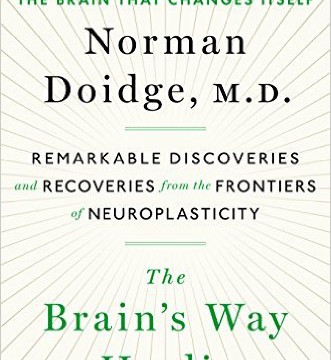 THE BRAIN THAT CHANGES ITSELF
Norman
Doidge, M.D.
REMARKABLE DISCOVERIES
and RECOVERIES from the FRONTIERS
of NEUROPLASTICITY
The
Brain's Way